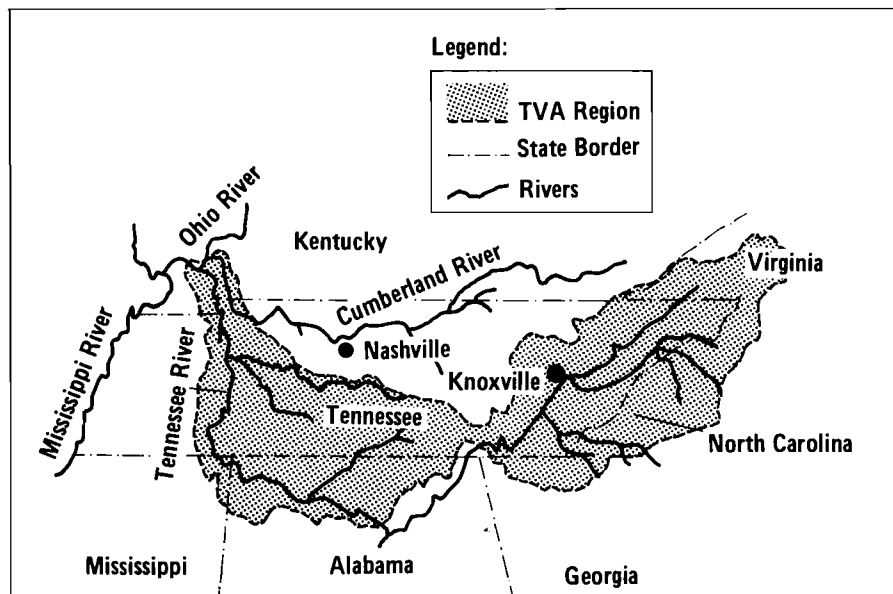 Legend:
TVA Region
State Border
Rivers
Ohio River
Kentucky
Cumberland River
Virginia
Mississippi River
Tennessee River
Nashville
Knoxville
Tennessee
North Carolina
Mississippi
Alabama
Georgia